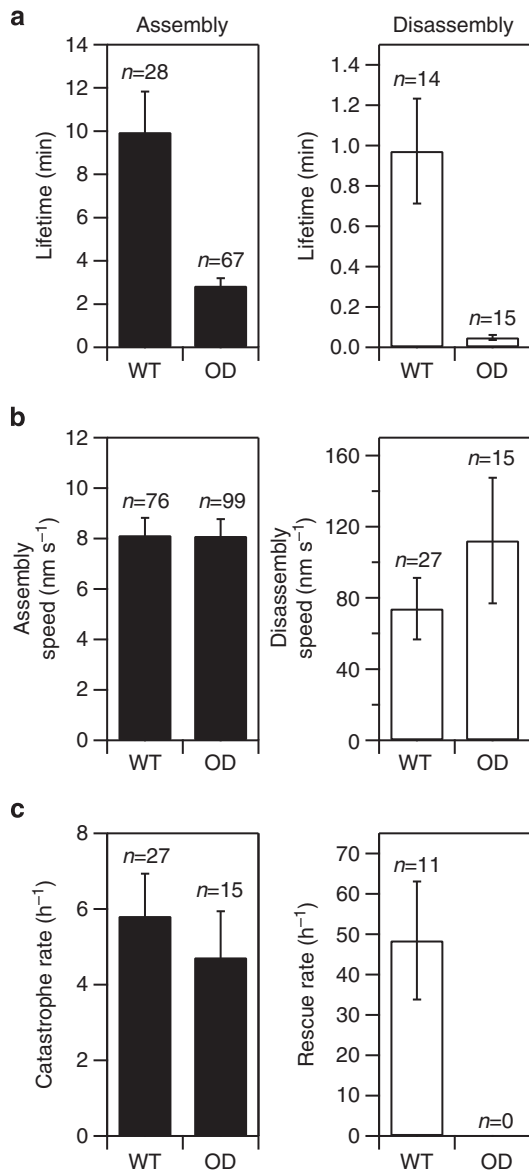 a
Assembly
Disassembly
Lifetime (min)
14
12
10
8
6
4
2
0
n=28
n=67
WT
OD
Lifetime (min)
1.4
1.2
1.0
0.8
0.6
0.4
0.2
0.0
n=14
n=15
WT
OD
b
Assembly
speed (nm s⁻¹)
12
10
8
6
4
2
0
n=76
n=99
WT
OD
Disassembly
speed (nm s⁻¹)
160
120
80
40
0
n=27
n=15
WT
OD
c
Catastrophe rate (h⁻¹)
8
6
4
2
0
n=27
n=15
WT
OD
Rescue rate (h⁻¹)
70
60
50
40
30
20
10
0
n=11
n=0
WT
OD